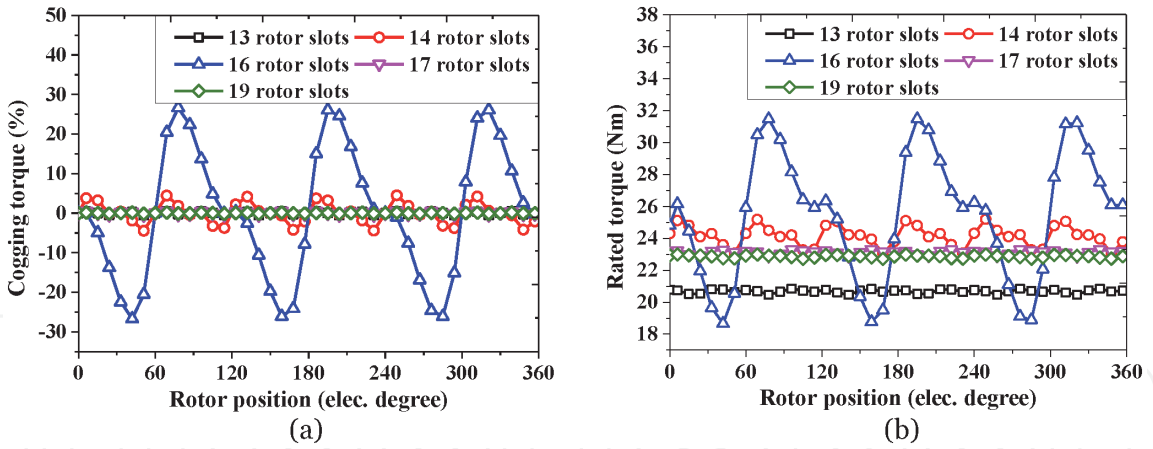 50
40
30
20
10
0
-10
-20
-30
Cogging torque (%)
13 rotor slots
14 rotor slots
16 rotor slots
17 rotor slots
19 rotor slots
0
60
120
180
240
300
360
Rotor position (elec. degree)
(a)
38
36
34
32
30
28
26
24
22
20
18
Rated torque (Nm)
13 rotor slots
14 rotor slots
16 rotor slots
17 rotor slots
19 rotor slots
0
60
120
180
240
300
360
Rotor position (elec. degree)
(b)